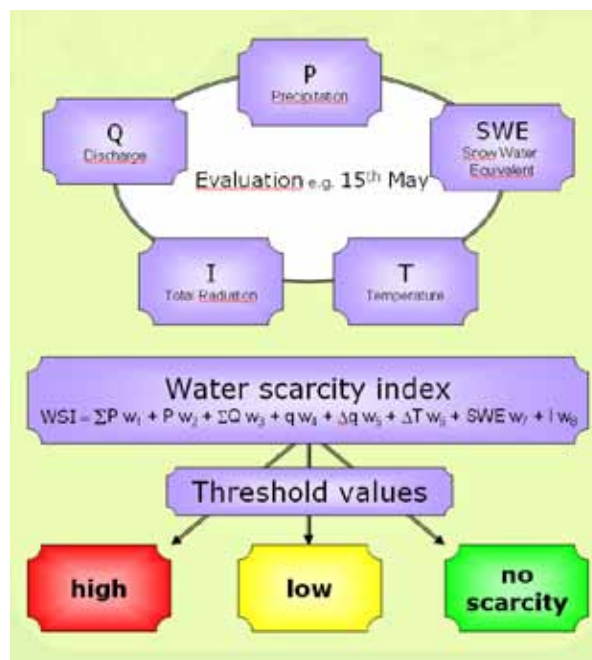 P
Precipitation
Q
Discharge
SWE
Snow Water
Equivalent
Evaluation e.g. 15th May
I
Total Radiation
T
Temperature
Water scarcity index
WSI = ΣP w₁ + P w₂ + ΣQ w₃ + q w₄ + Δq w₅ + ΔT w₆ + SWE w₇ + I w₈
Threshold values
high
low
no
scarcity